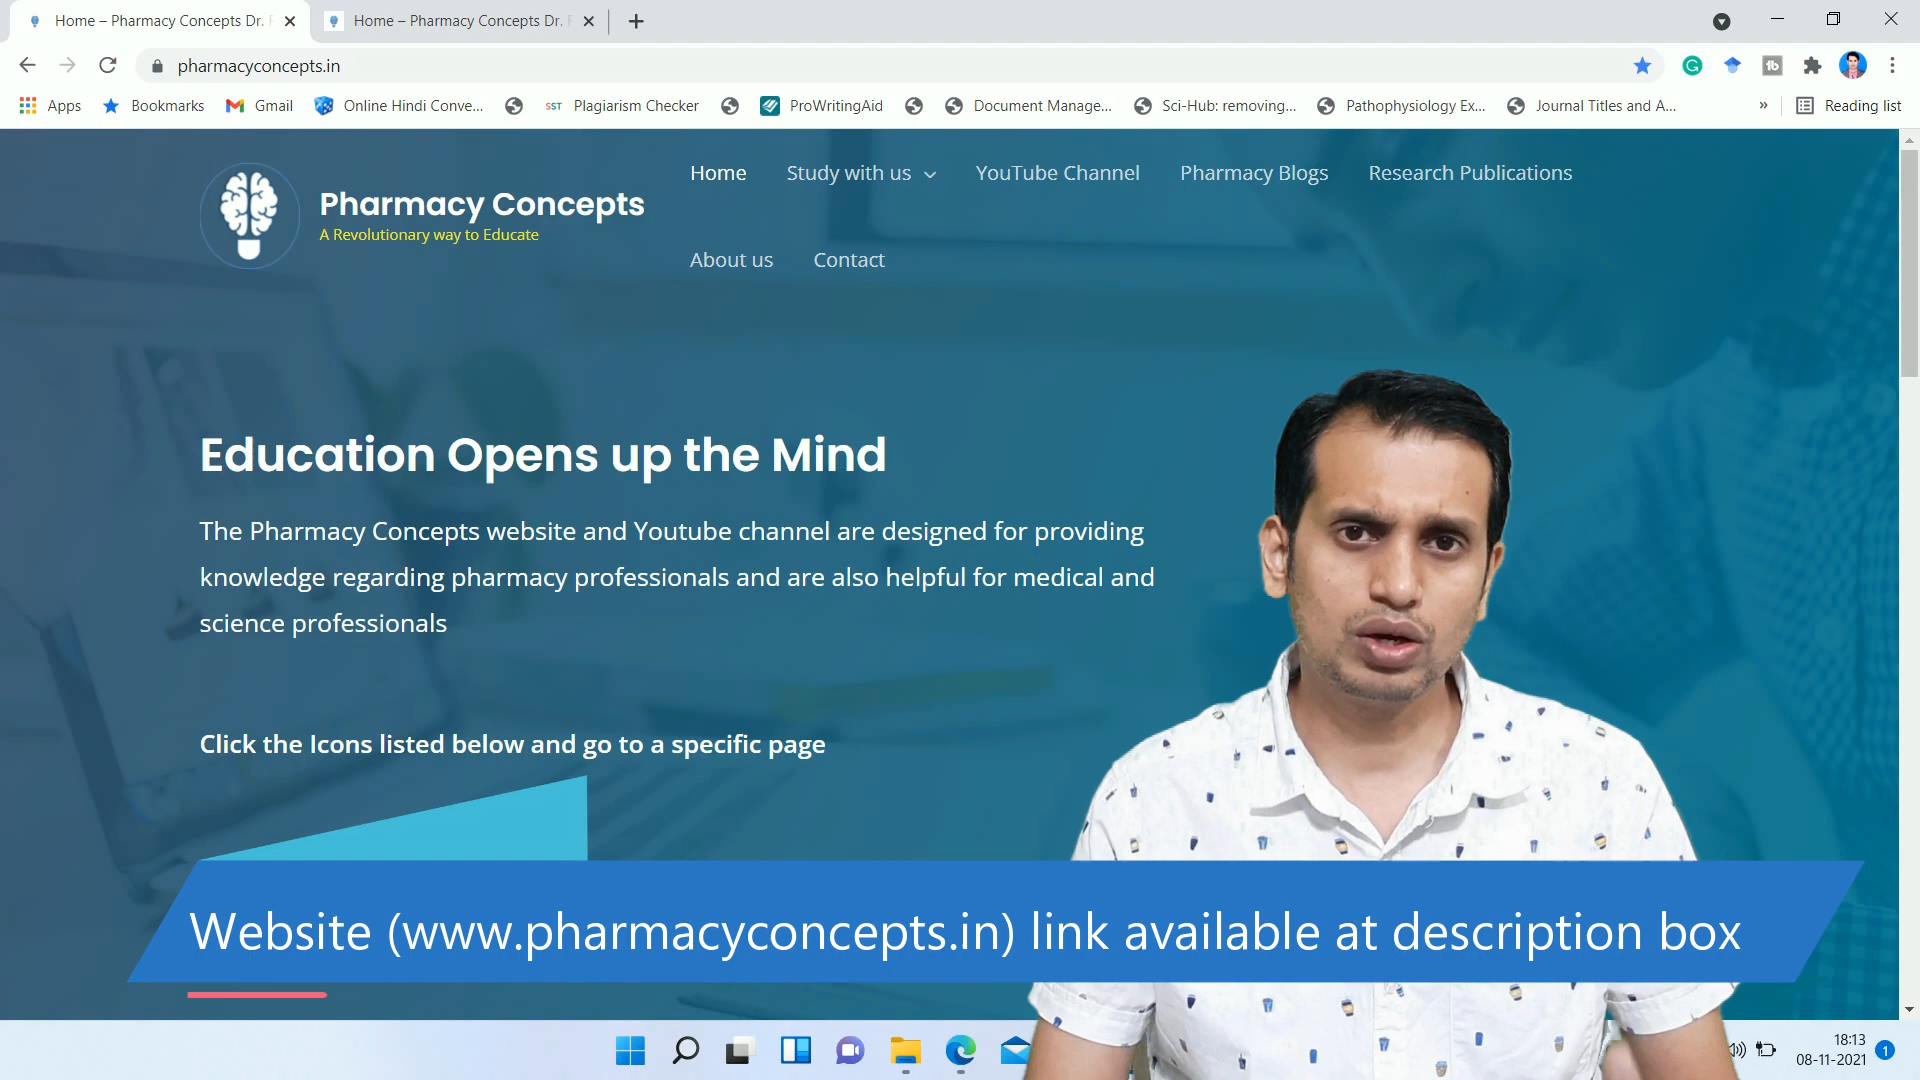 Home – Pharmacy Concepts Dr.
Home – Pharmacy Concepts Dr.
pharmacyconcepts.in
Apps
Bookmarks
Gmail
Online Hindi Conve...
SST Plagiarism Checker
ProWritingAid
Document Manage...
Sci-Hub: removing...
Pathophysiology Ex...
Journal Titles and A...
»
Reading list
Home
Study with us
YouTube Channel
Pharmacy Blogs
Research Publications
Pharmacy Concepts
A Revolutionary way to Educate
About us
Contact
Education Opens up the Mind
The Pharmacy Concepts website and Youtube channel are designed for providing
knowledge regarding pharmacy professionals and are also helpful for medical and
science professionals
Click the Icons listed below and go to a specific page
Website (www.pharmacyconcepts.in) link available at description box
18:13
08-11-2021
1